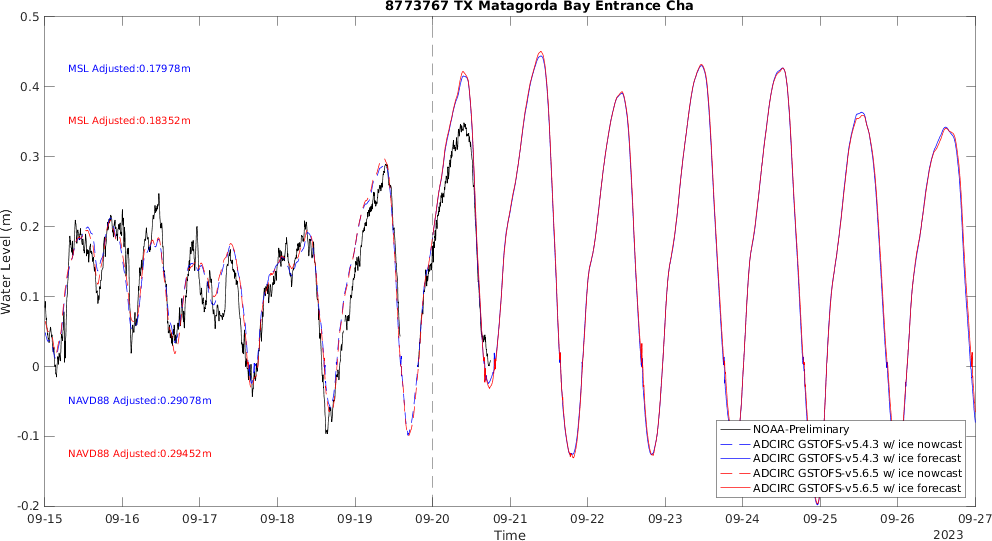 8773767 TX Matagorda Bay Entrance Cha
0.5
0.4
0.3
0.2
0.1
0
-0.1
-0.2
Water Level (m)
MSL Adjusted:0.17978m
MSL Adjusted:0.18352m
NAVD88 Adjusted:0.29078m
NAVD88 Adjusted:0.29452m
NOAA-Preliminary
ADCIRC GSTOFS-v5.4.3 w/ ice nowcast
ADCIRC GSTOFS-v5.4.3 w/ ice forecast
ADCIRC GSTOFS-v5.6.5 w/ ice nowcast
ADCIRC GSTOFS-v5.6.5 w/ ice forecast
09-15 09-16 09-17 09-18 09-19 09-20 09-21 09-22 09-23 09-24 09-25 09-26 09-27
Time
2023